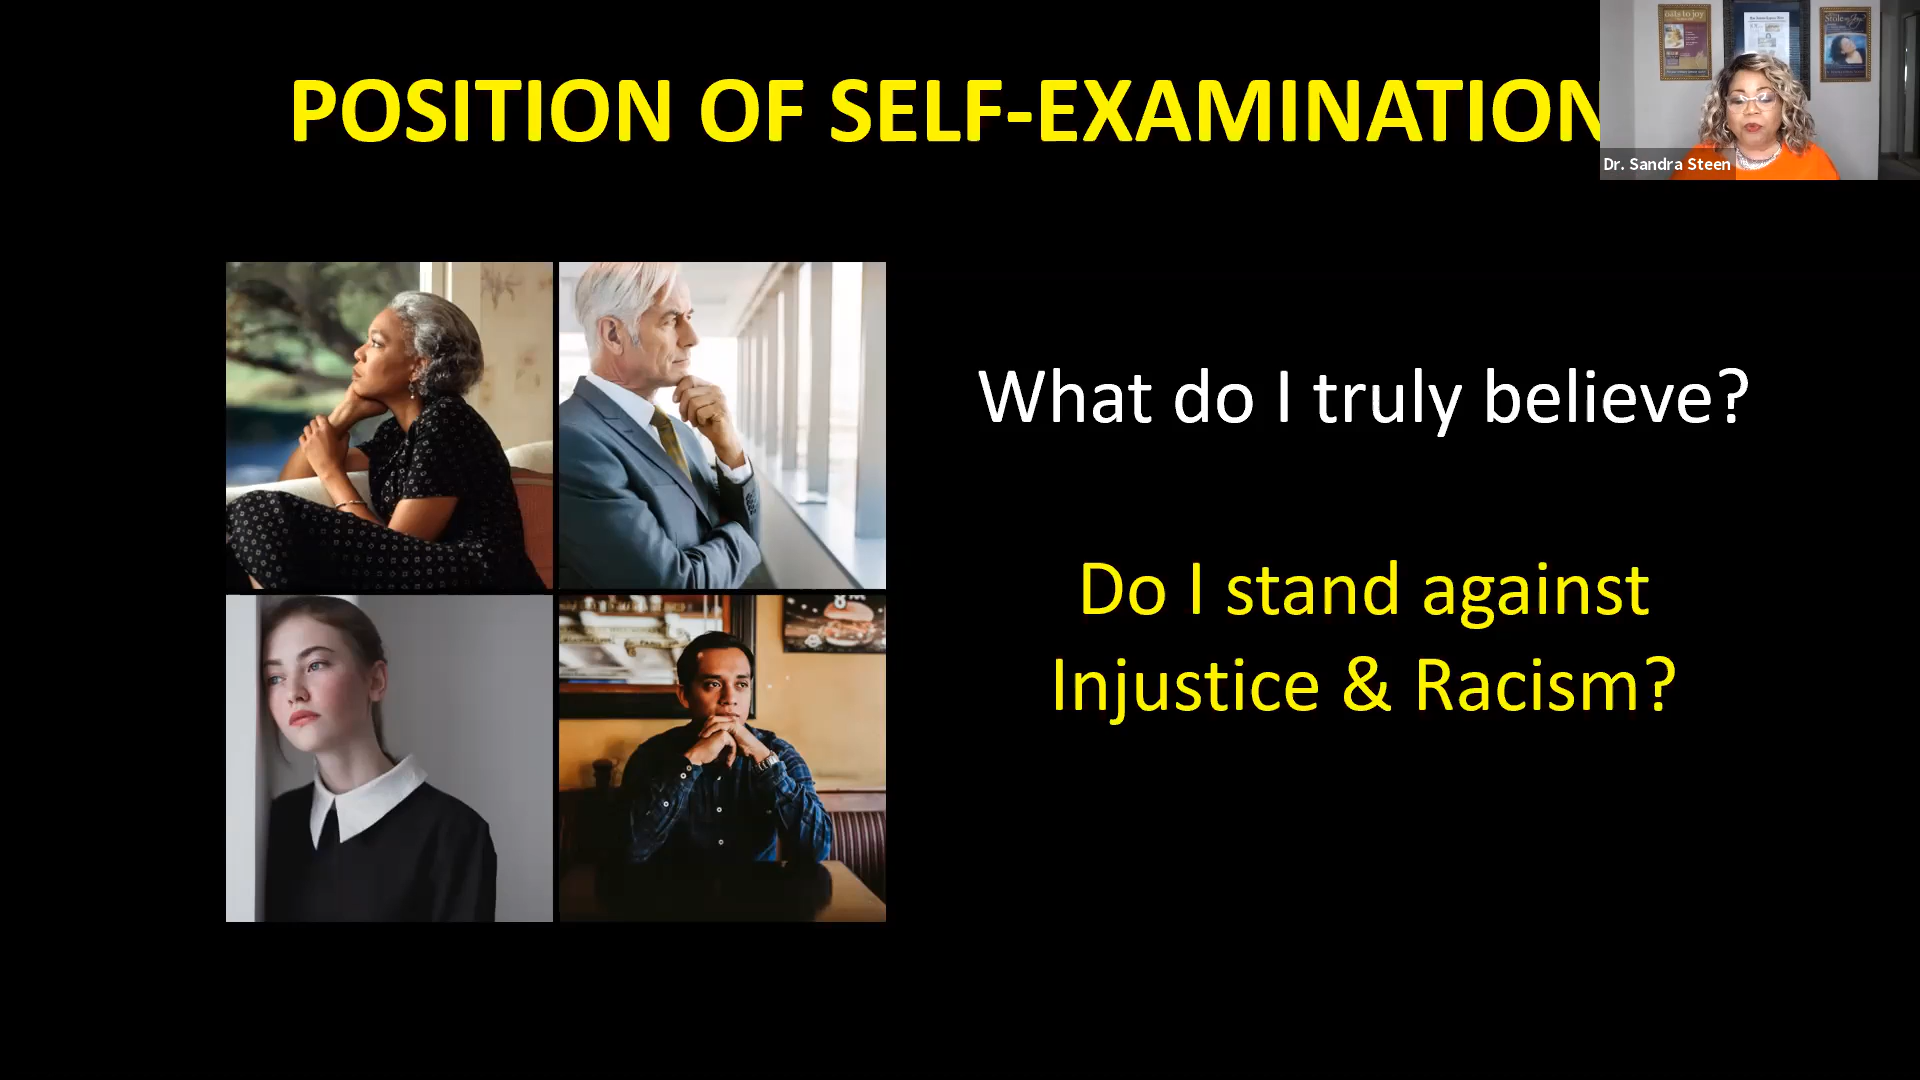 POSITION OF SELF-EXAMINATION
Dr. Sandra Steen
What do I truly believe?
Do I stand against
Injustice & Racism?